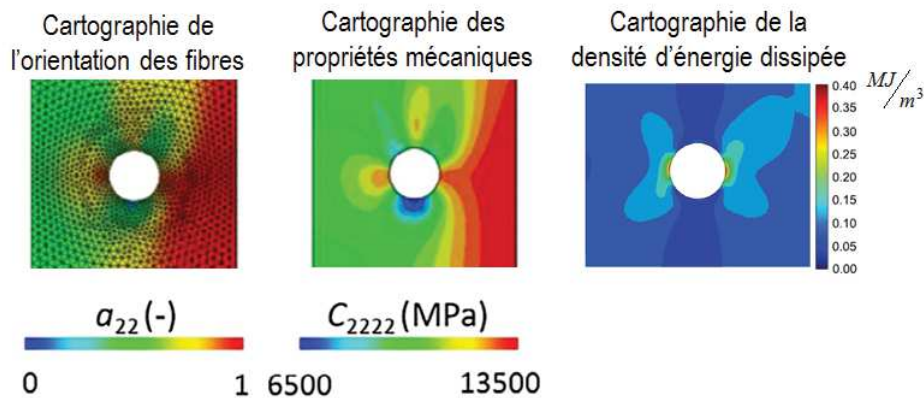 Cartographie de
l'orientation des fibres
Cartographie des
propriétés mécaniques
Cartographie de la
densité d'énergie dissipée
MJ/m³
0.40
0.35
0.30
0.25
0.20
0.15
0.10
0.05
0.00
a₂₂ (-)
0 1
C₂₂₂₂ (MPa)
6500 13500